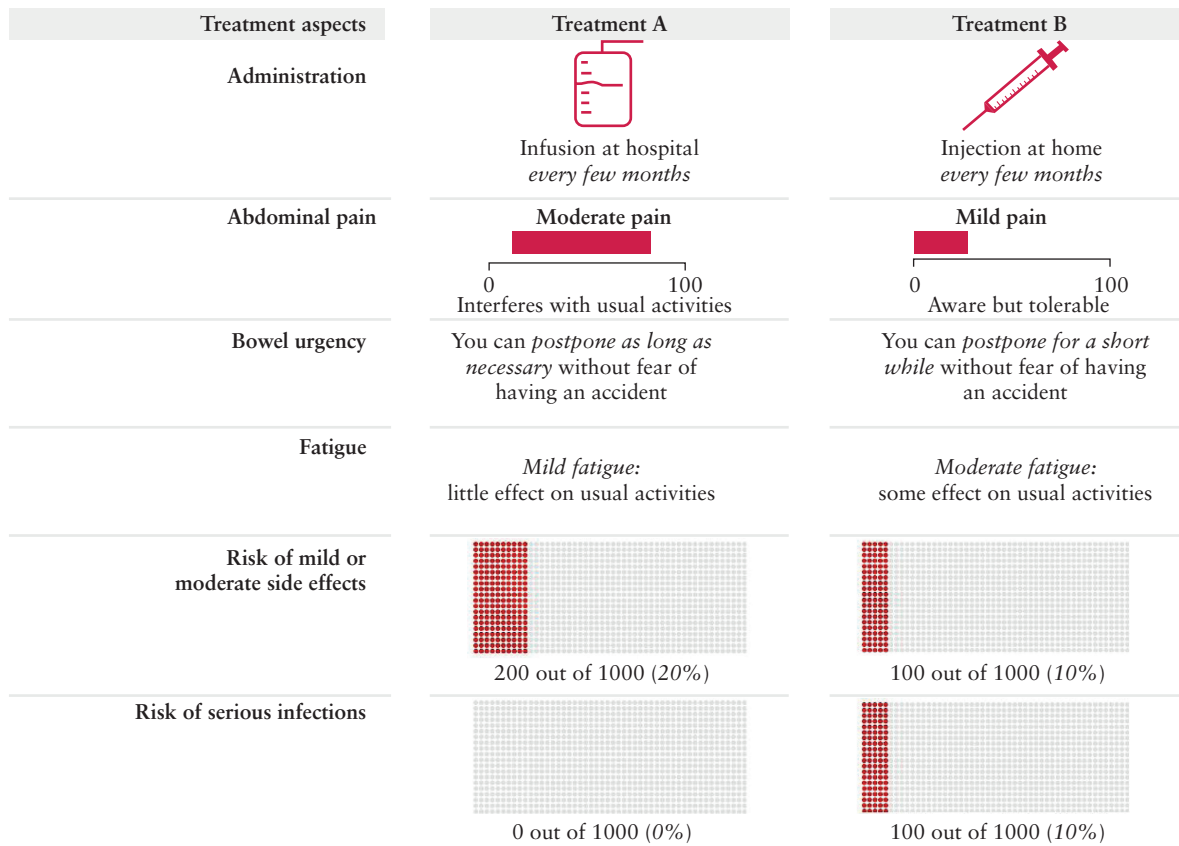 Treatment aspects
Treatment A
Treatment B
Administration
Infusion at hospital
every few months
Injection at home
every few months
Abdominal pain
Moderate pain
0 100
Interferes with usual activities
Mild pain
0 100
Aware but tolerable
Bowel urgency
You can postpone as long as
necessary without fear of
having an accident
You can postpone for a short
while without fear of having
an accident
Fatigue
Mild fatigue:
little effect on usual activities
Moderate fatigue:
some effect on usual activities
Risk of mild or
moderate side effects
200 out of 1000 (20%)
100 out of 1000 (10%)
Risk of serious infections
0 out of 1000 (0%)
100 out of 1000 (10%)